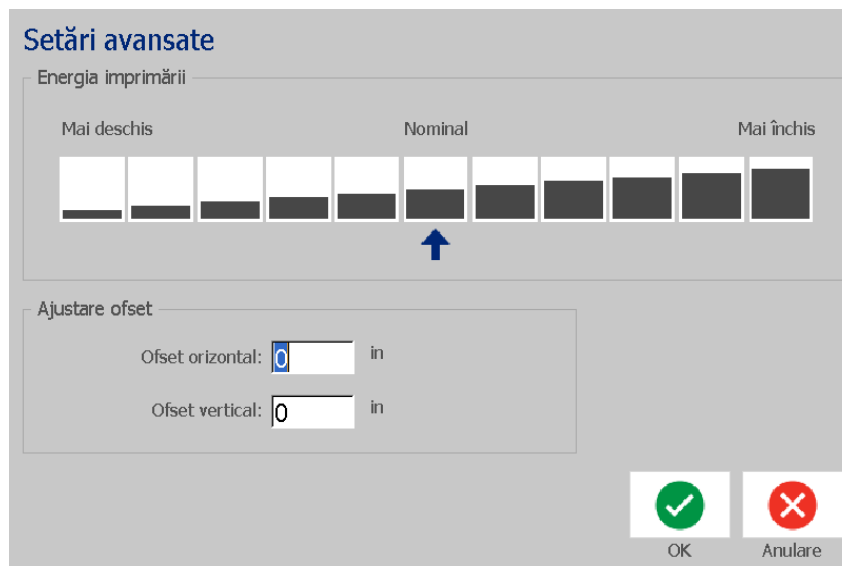 Setări avansate
Energia imprimării
Mai deschis Nominal Mai închis
Ajustare ofset
Ofset orizontal: 0 in
Ofset vertical: 0 in
OK Anulare